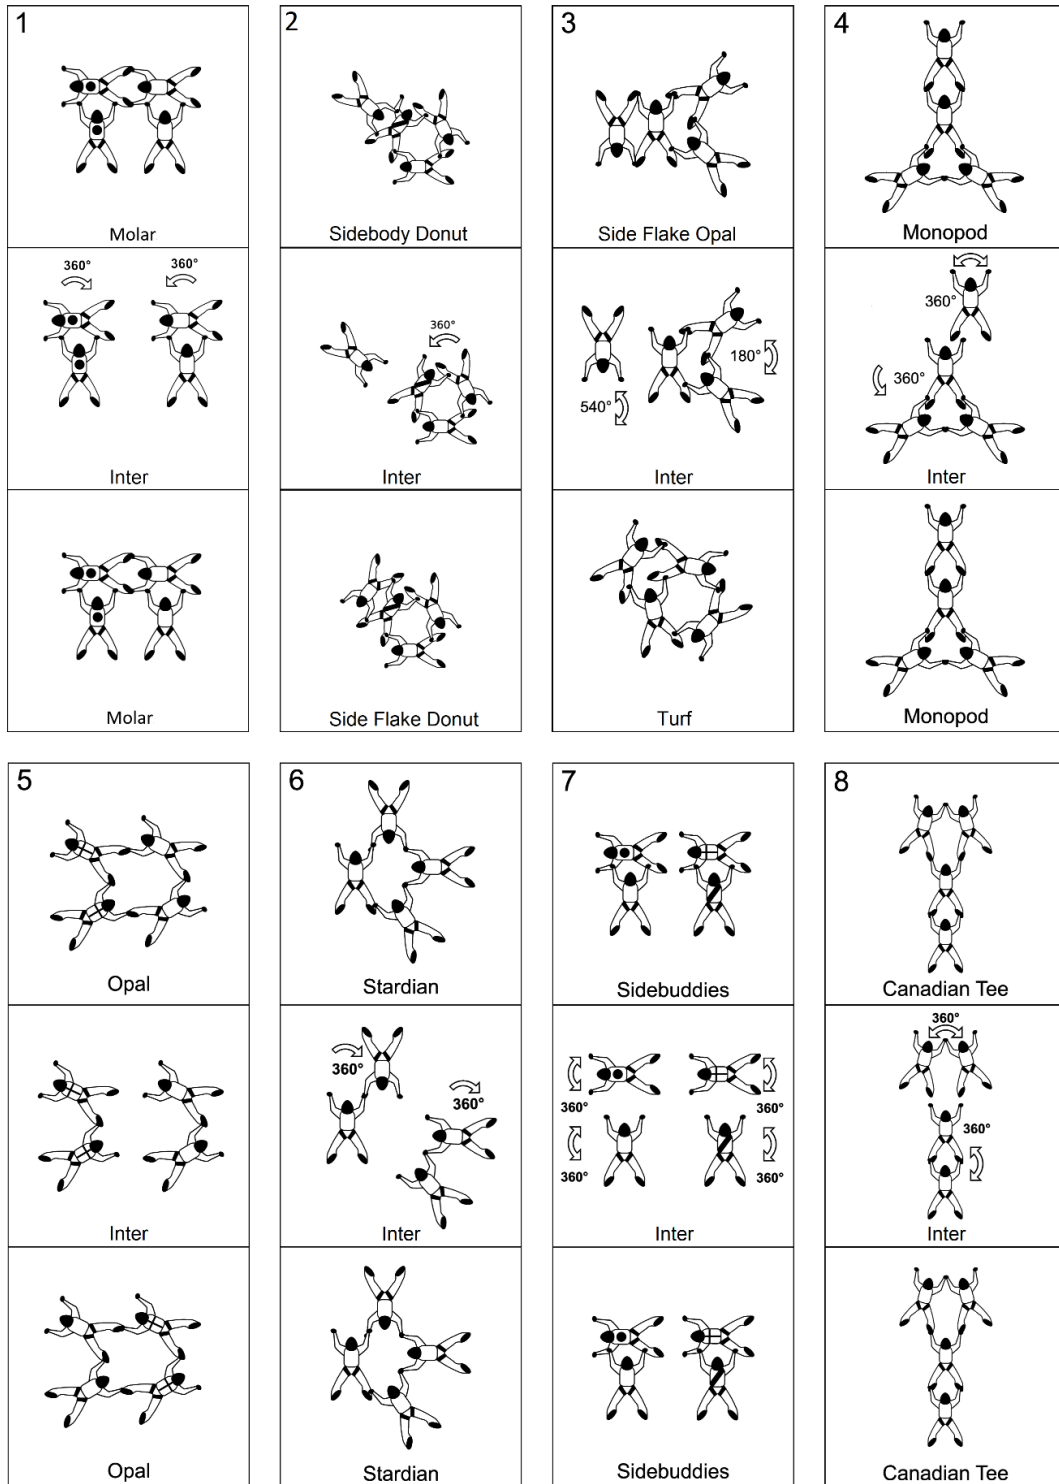 1
Molar
360° 360°
Inter
Molar
2
Sidebody Donut
360°
Inter
Side Flake Donut
3
Side Flake Opal
180°
540°
Inter
Turf
4
Monopod
360°
360°
Inter
Monopod
5
Opal
Inter
Opal
6
Stardian
360°
360°
Inter
Stardian
7
Sidebuddies
360° 360°
360° 360°
Inter
Sidebuddies
8
Canadian Tee
360°
360°
Inter
Canadian Tee